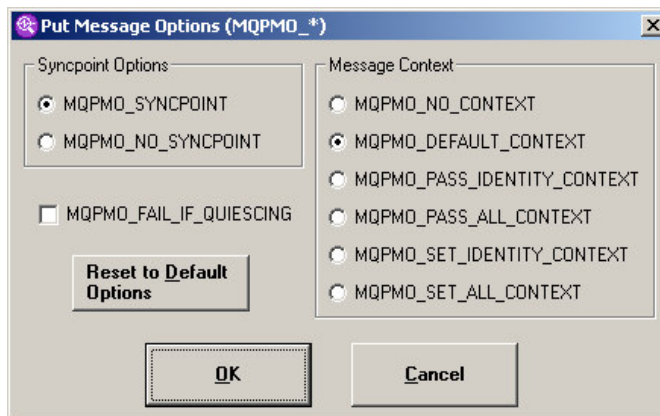 Put Message Options (MQPMO_*)
Syncpoint Options
MQPMO_SYNCPOINT
MQPMO_NO_SYNCPOINT
MQPMO_FAIL_IF_QUIESCING
Reset to Default
Options
Message Context
MQPMO_NO_CONTEXT
MQPMO_DEFAULT_CONTEXT
MQPMO_PASS_IDENTITY_CONTEXT
MQPMO_PASS_ALL_CONTEXT
MQPMO_SET_IDENTITY_CONTEXT
MQPMO_SET_ALL_CONTEXT
OK
Cancel